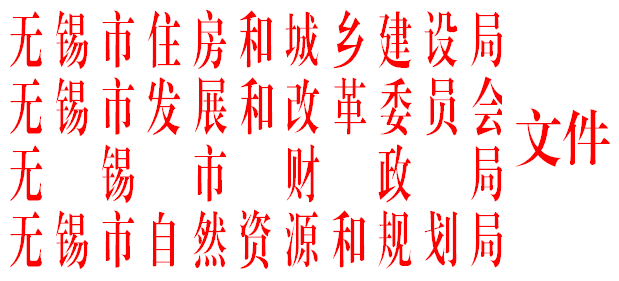 无锡市住房和城乡建设局
无锡市发展和改革委员会
无锡市财政局
无锡市自然资源和规划局
文件